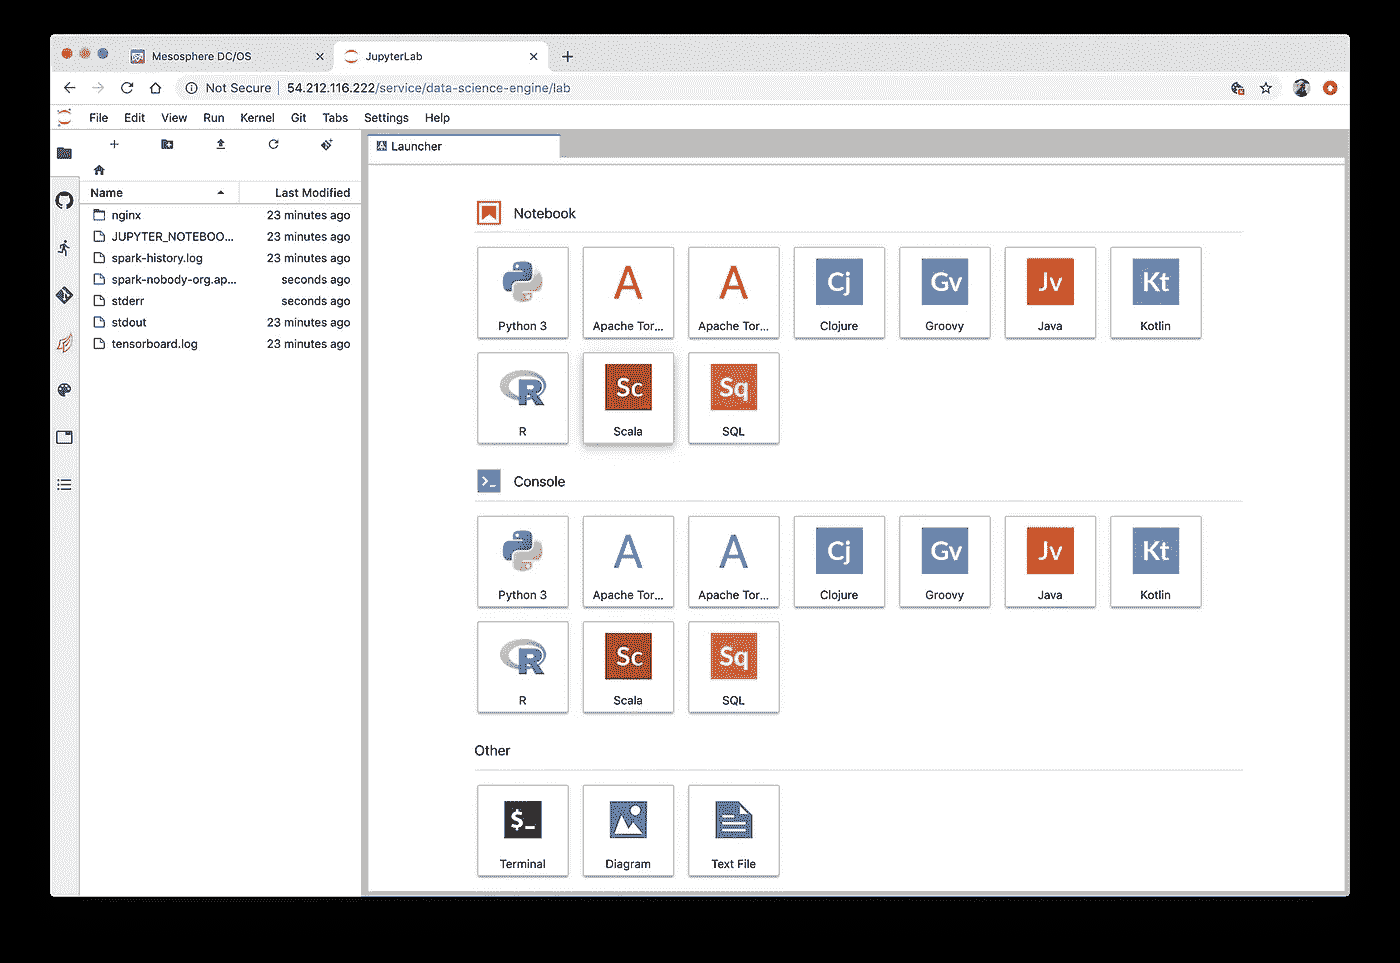 Mesosphere DC/OS
JupyterLab
Not Secure 54.212.116.222/service/data-science-engine/lab
File Edit View Run Kernel Git Tabs Settings Help
Name Last Modified
nginx 23 minutes ago
JUPYTER_NOTEBOO... 23 minutes ago
spark-history.log 23 minutes ago
spark-nobody-org.ap... seconds ago
stderr seconds ago
stdout 23 minutes ago
tensorboard.log 23 minutes ago
Launcher
Notebook
A A Cj Gv Jv Kt
Python 3 Apache Tor... Apache Tor... Clojure Groovy Java Kotlin
R Sc Sq
R Scala SQL
>_ Console
A A Cj Gv Jv Kt
Python 3 Apache Tor... Apache Tor... Clojure Groovy Java Kotlin
R Sc Sq
R Scala SQL
Other
$_
Terminal Diagram Text File